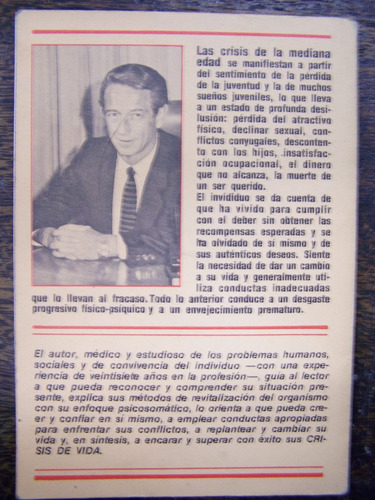 Las crisis de la mediana
edad se manifiestan a partir
del sentimiento de la pérdida
de la juventud y la de muchos
sueños juveniles, lo que lleva
a un estado de profunda desi-
lusión: pérdida del atractivo
físico, declinar sexual, con-
flictos conyugales, descontento
con los hijos, insatisfac-
ción ocupacional, el dinero
que no alcanza, la muerte de
un ser querido.
El invididuo se da cuenta de
que ha vivido para cumplir
con el deber sin obtener las
recompensas esperadas y se
ha olvidado de sí mismo y de
sus auténticos deseos. Siente
la necesidad de dar un cambio
a su vida y generalmente uti-
liza conductas inadecuadas
que lo llevan al fracaso. Todo lo anterior conduce a un desgaste
progresivo físico-psíquico y a un envejecimiento prematuro.
El autor, médico y estudioso de los problemas humanos,
sociales y de convivencia del individuo —con una expe-
riencia de veintisiete años en la profesión—, guía al lector
a que pueda reconocer y comprender su situación pre-
sente, explica sus métodos de revitalización del organismo
con su enfoque psicosomático, lo orienta a que pueda cre-
er y confiar en sí mismo, a emplear conductas apropiadas
para enfrentar sus conflictos, a replantear y cambiar su
vida y, en síntesis, a encarar y superar con éxito sus CRI-
SIS DE VIDA.